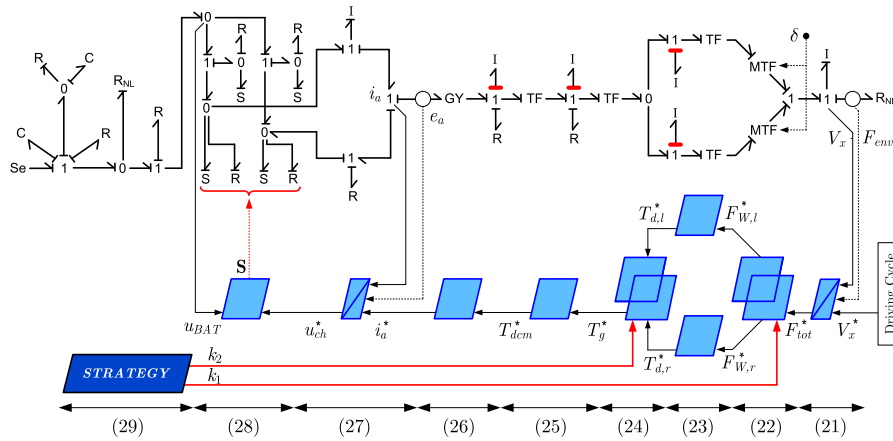 I I
0 R R 1 I I 1 TF δ I
R C R_NL 1 0 1 0 MTF
0 R i_a 1 GY 1 TF 1 TF 0 I 1 1 R_N
C R S S e_a I MTF V_x F_env
0 0 R R 1 TF
Se 1 0 1 1
S R S R R
T*_d,l F*_W,l
S
u_BAT u*_ch i*_a T*_dcm T*_g F*_tot V*_x Driving Cycle
k_2 T*_d,r F*_W,r
STRATEGY k_1
(29) (28) (27) (26) (25) (24) (23) (22) (21)